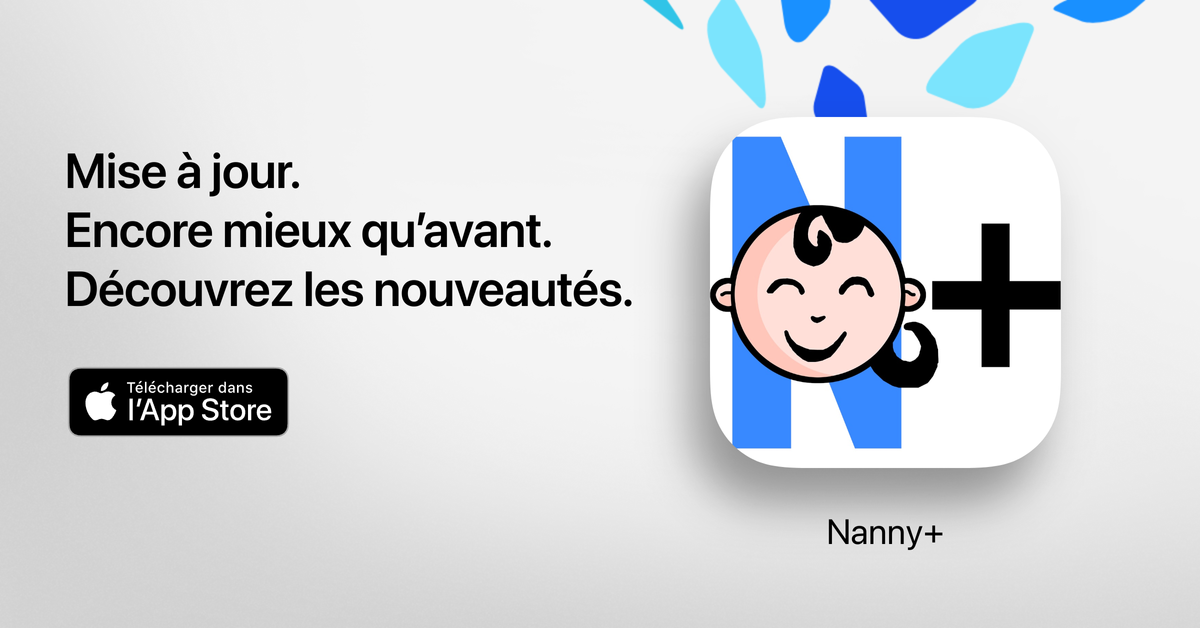 Mise à jour.
Encore mieux qu’avant.
Découvrez les nouveautés.
Télécharger dans
l’App Store
N+
Nanny+